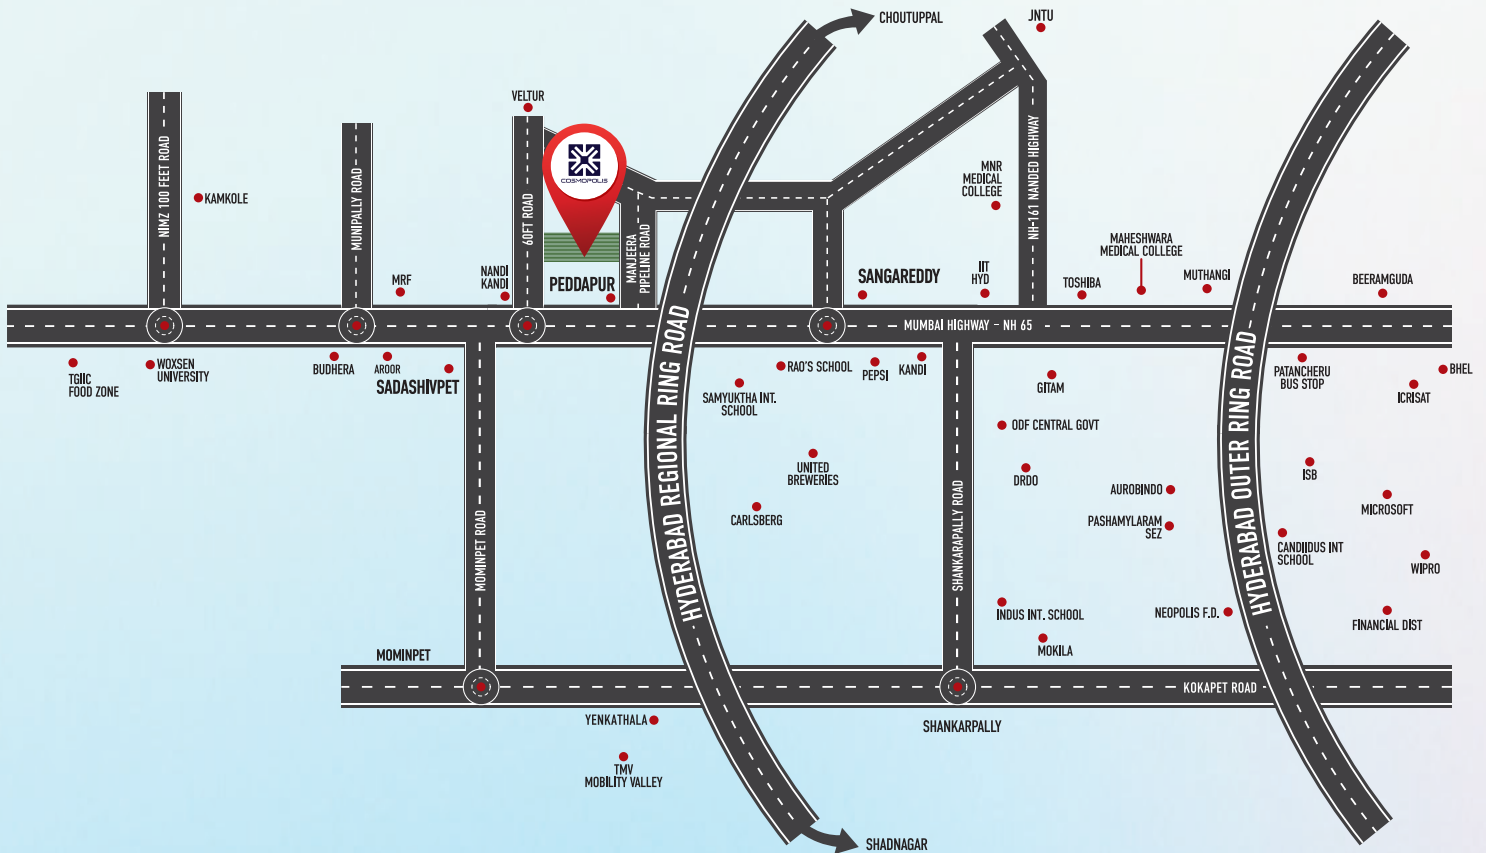 CHOUTUPPAL
JNTU
VELTUR
NIMZ 100 FEET ROAD
KAMKOLE
MUNIPALLY ROAD
60FT ROAD
COSMOPOLIS
MANJEERA
PIPELINE ROAD
MNR
MEDICAL
COLLEGE
NH-161 NANDED HIGHWAY
MAHESHWARA
MEDICAL COLLEGE
MRF
NANDI
KANDI
PEDDAPUR
SANGAREDDY
IIT
HYD
TOSHIBA
MUTHANGI
BEERAMGUDA
MUMBAI HIGHWAY - NH 65
TGIIC
FOOD ZONE
WOXSEN
UNIVERSITY
BUDHERA
AROOR
SADASHIVPET
HYDERABAD REGIONAL RING ROAD
RAO'S SCHOOL
PEPSI
KANDI
SAMYUKTHA INT.
SCHOOL
GITAM
HYDERABAD OUTER RING ROAD
PATANCHERU
BUS STOP
BHEL
ICRISAT
ODF CENTRAL GOVT
UNITED
BREWERIES
DRDO
ISB
AUROBINDO
MICROSOFT
CARLSBERG
PASHAMYLARAM
SEZ
CANDIIDUS INT
SCHOOL
WIPRO
MOMINPET ROAD
SHANKARAPALLY ROAD
INDUS INT. SCHOOL
NEOPOLIS F.D.
FINANCIAL DIST
MOKILA
MOMINPET
KOKAPET ROAD
YENKATHALA
SHANKARPALLY
TMV
MOBILITY VALLEY
SHADNAGAR